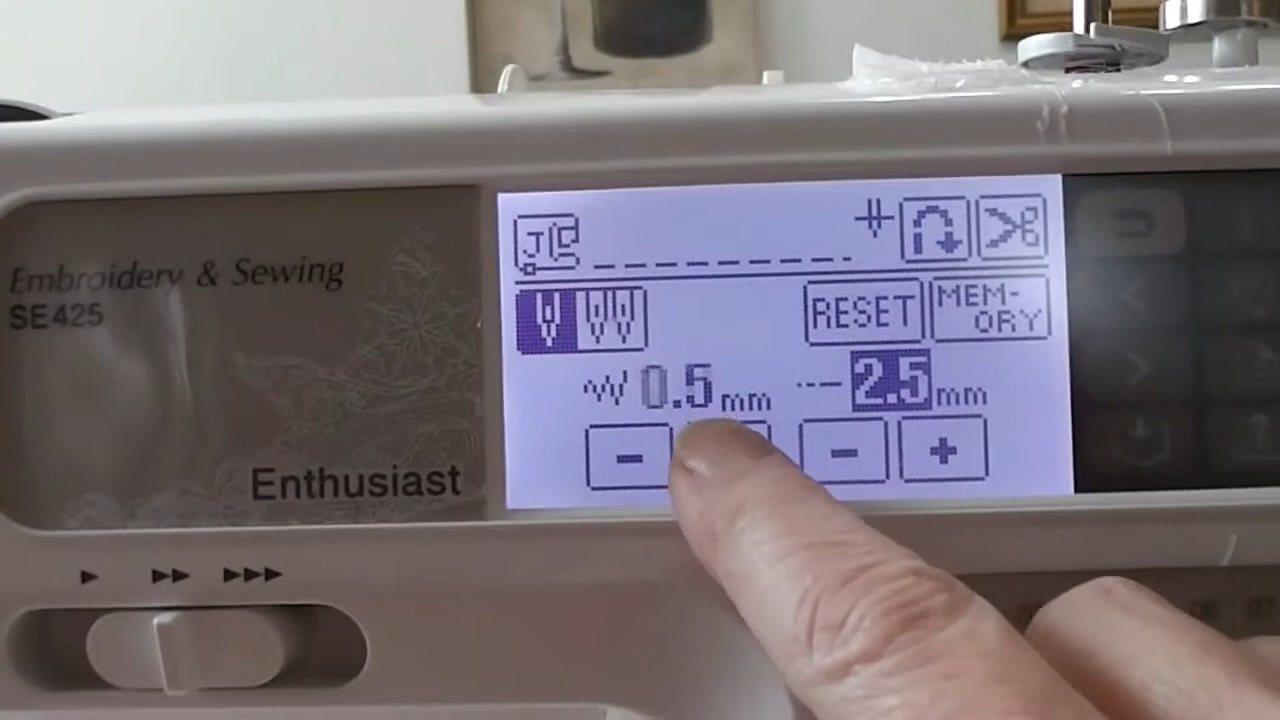 Embroidery & Sewing
SE425
Enthusiast
J
RESET
MEM-
ORY
0.5 mm
2.5 mm
- - +